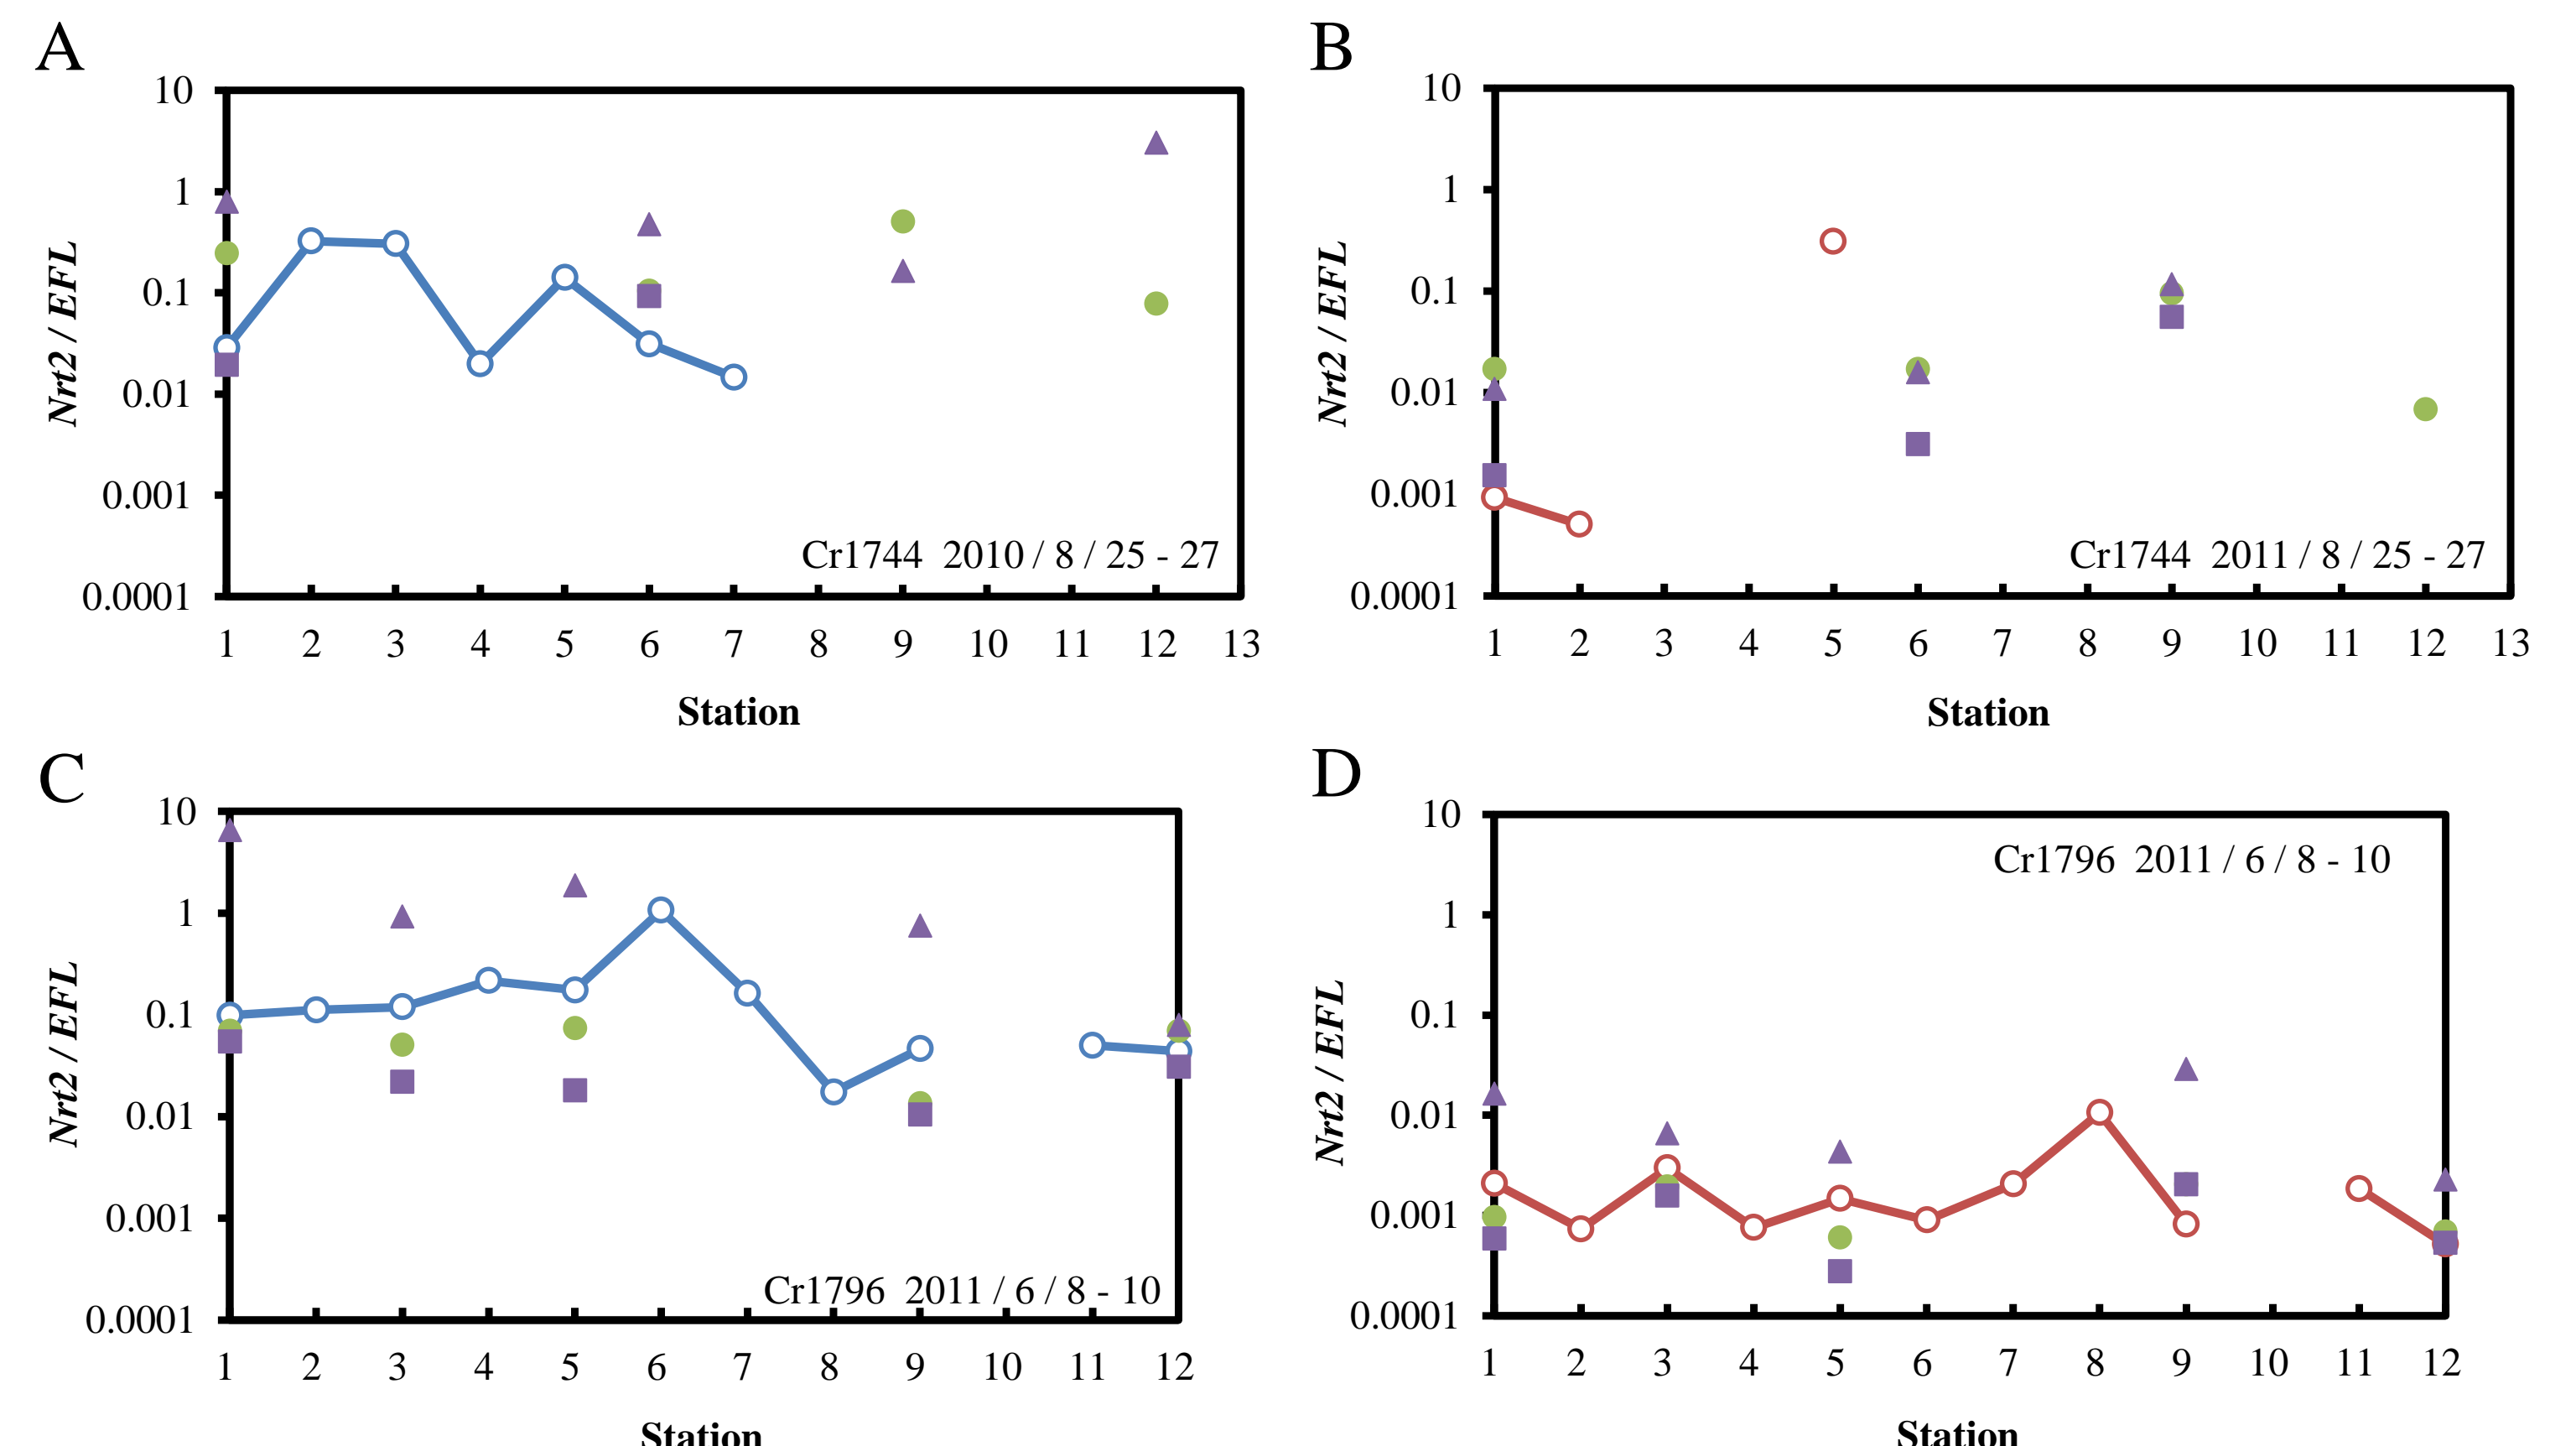 A
10
1
0.1
0.01
0.001
0.0001
Nrt2 / EFL
Cr1744 2010 / 8 / 25 - 27
1 2 3 4 5 6 7 8 9 10 11 12 13
Station
B
10
1
0.1
0.01
0.001
0.0001
Nrt2 / EFL
Cr1744 2011 / 8 / 25 - 27
1 2 3 4 5 6 7 8 9 10 11 12 13
Station
C
10
1
0.1
0.01
0.001
0.0001
Nrt2 / EFL
Cr1796 2011 / 6 / 8 - 10
1 2 3 4 5 6 7 8 9 10 11 12
Station
D
10
1
0.1
0.01
0.001
0.0001
Nrt2 / EFL
Cr1796 2011 / 6 / 8 - 10
1 2 3 4 5 6 7 8 9 10 11 12
Station